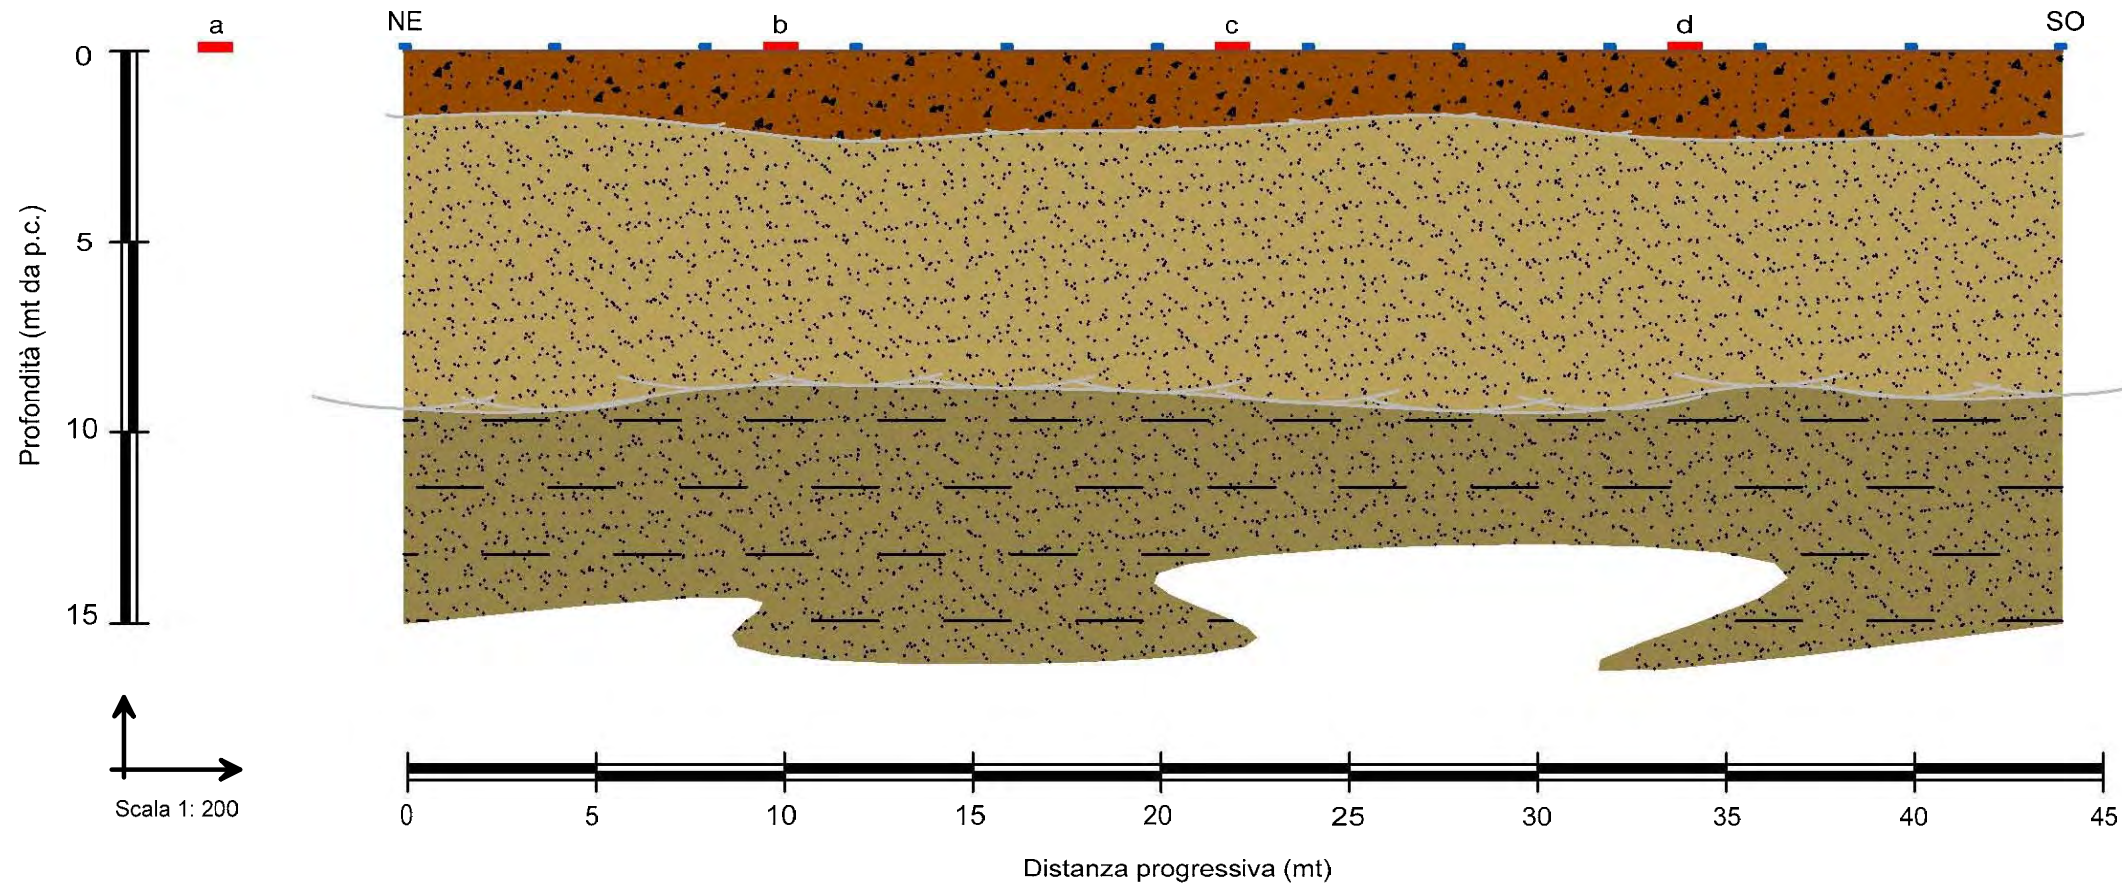 NE
a
b
c
d
SO
0
5
10
15
Profondità (mt da p.c.)
Scala 1: 200
0 5 10 15 20 25 30 35 40 45
Distanza progressiva (mt)